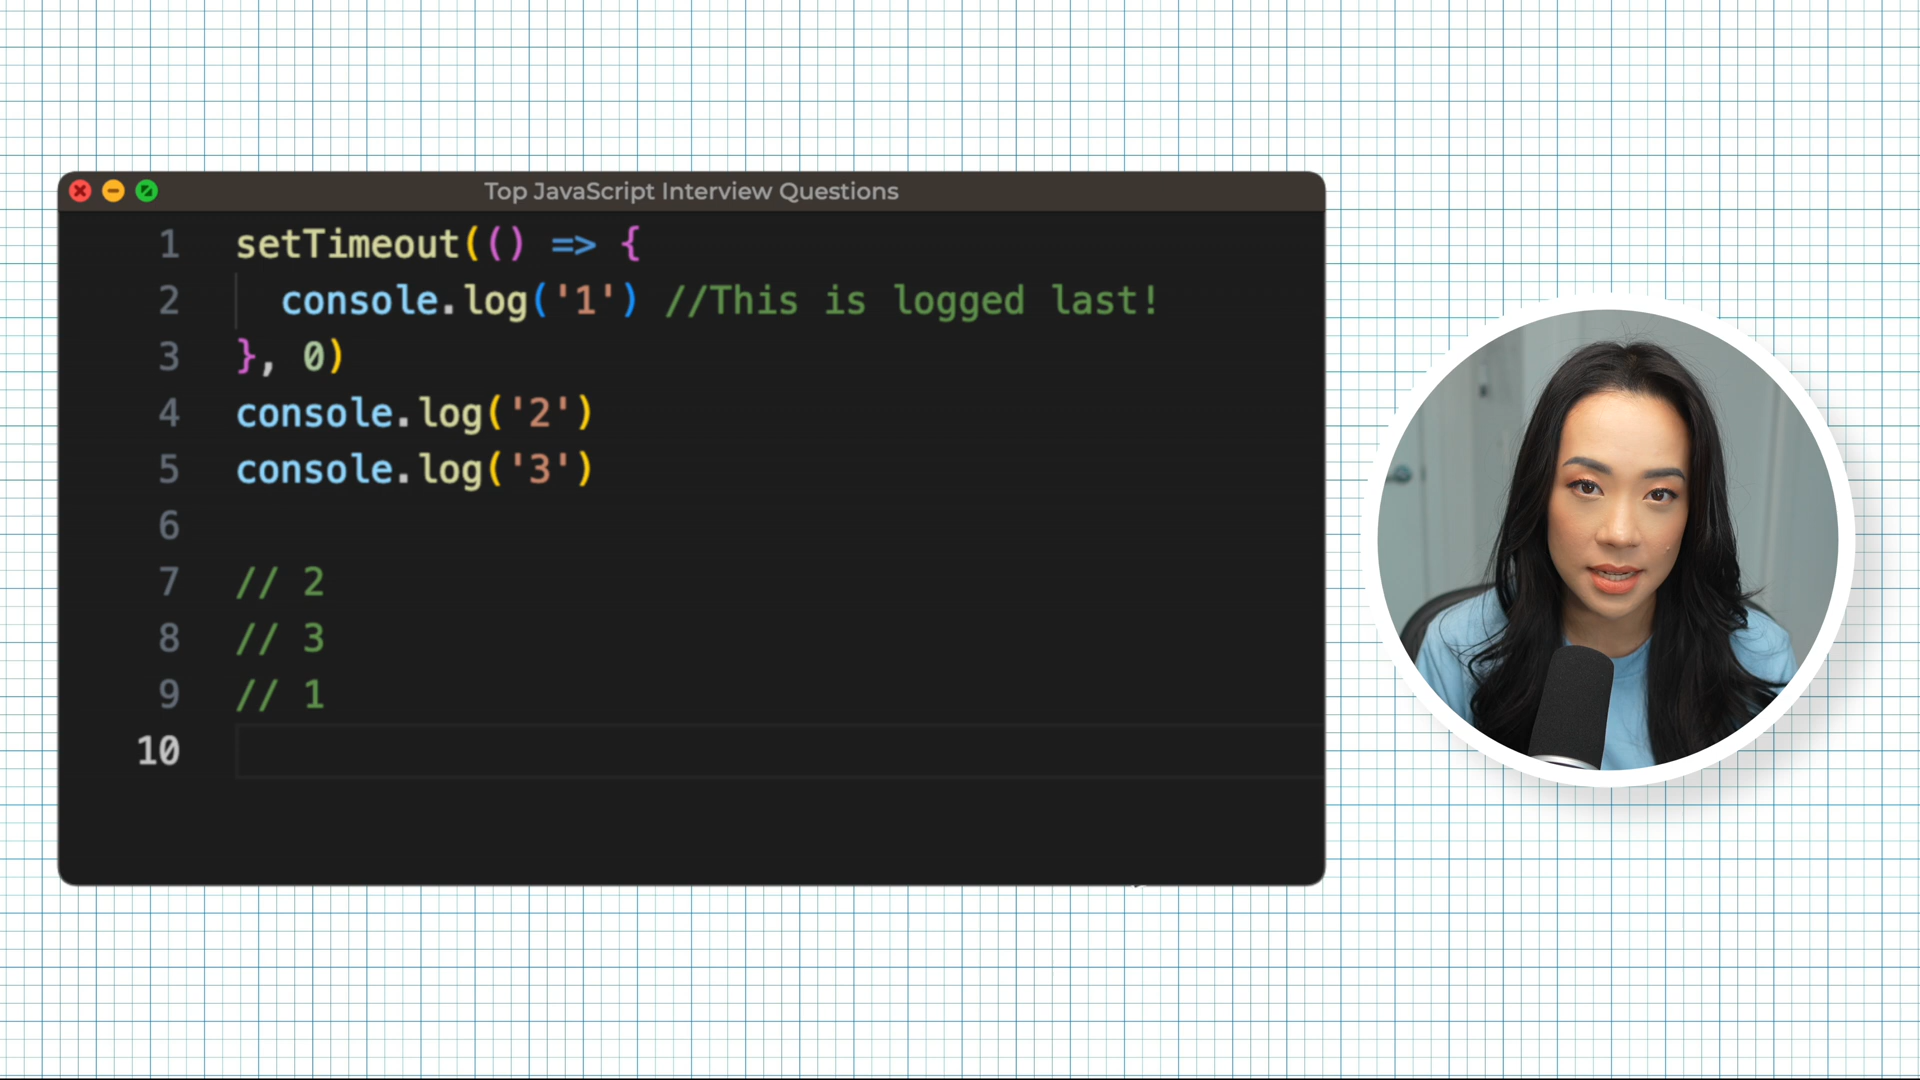 Top JavaScript Interview Questions
1 setTimeout(() => {
2 console.log('1') //This is logged last!
3 }, 0)
4 console.log('2')
5 console.log('3')
6
7 // 2
8 // 3
9 // 1
10